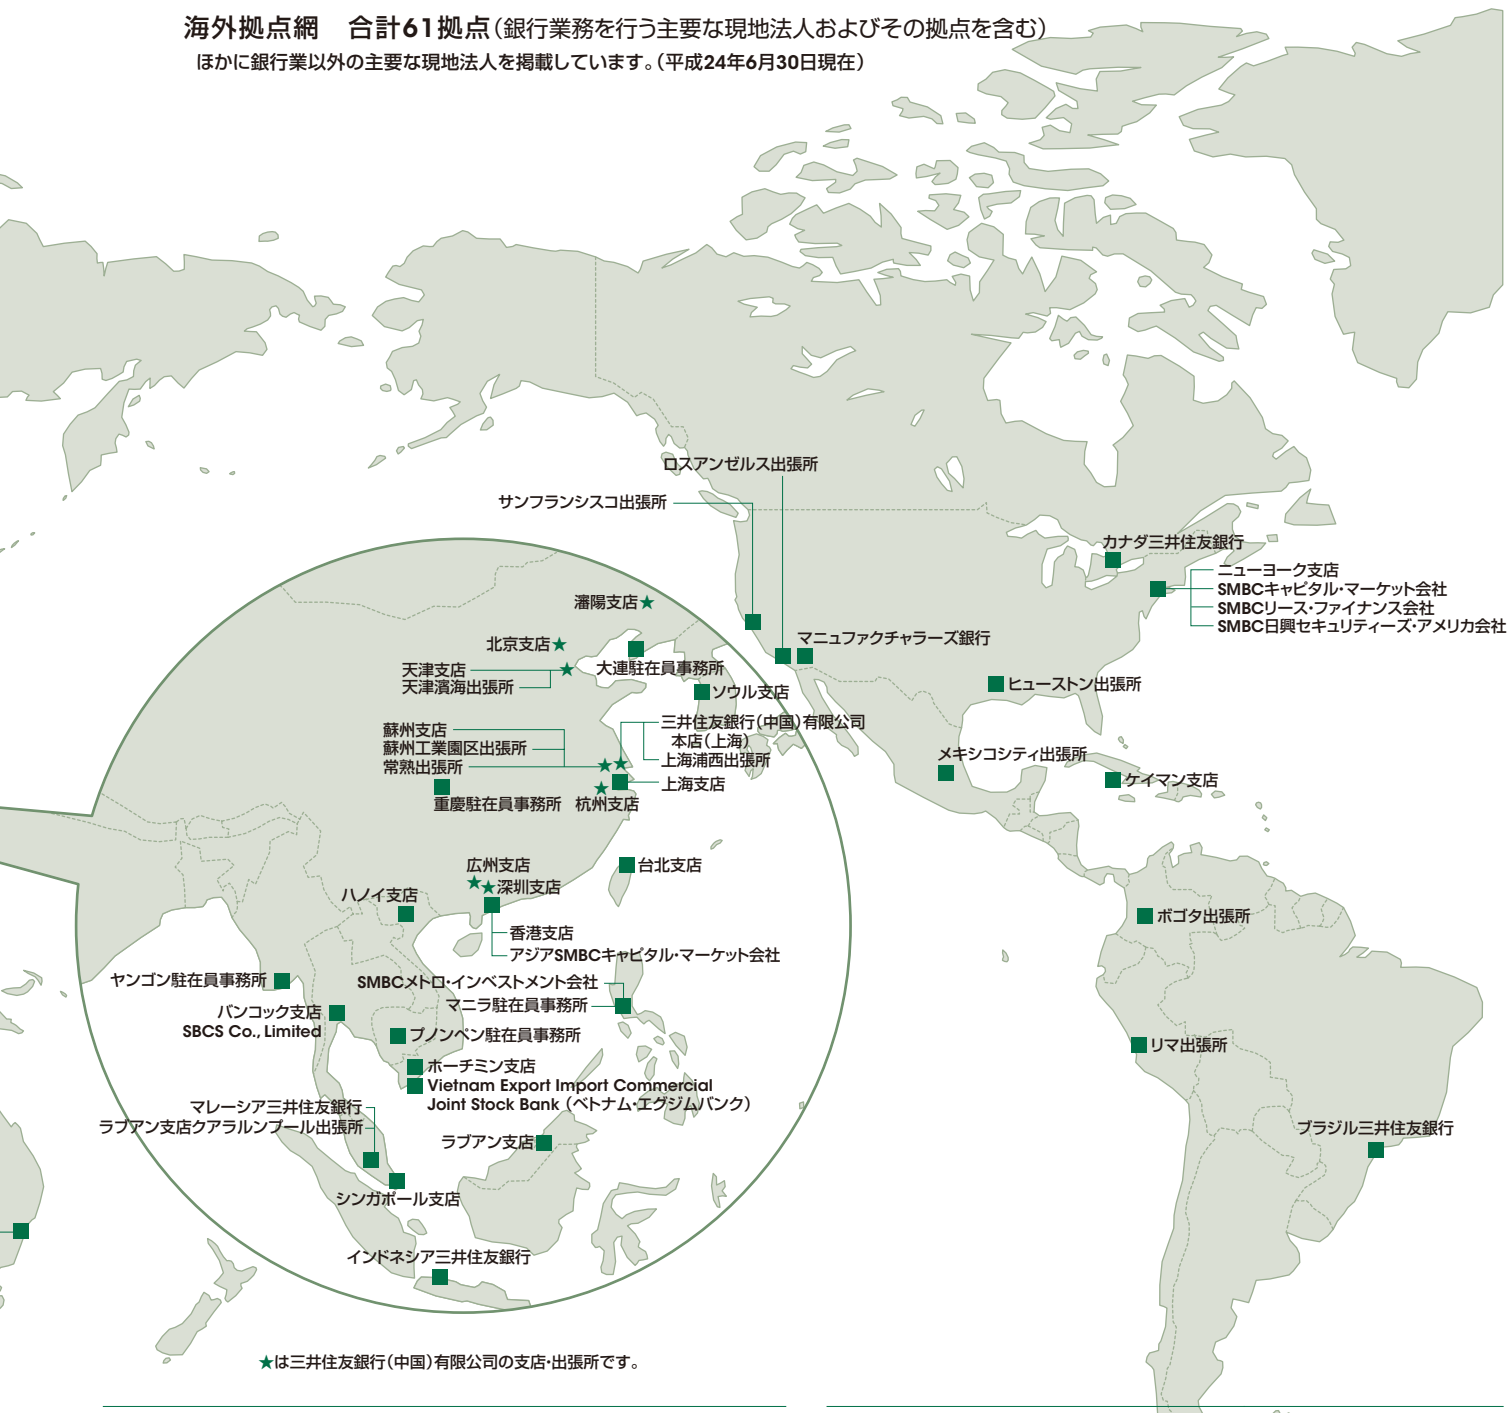 海外拠点網　合計61拠点（銀行業務を行う主要な現地法人およびその拠点を含む）
ほかに銀行業以外の主要な現地法人を掲載しています。（平成24年6月30日現在）
ロスアンゼルス出張所
サンフランシスコ出張所
カナダ三井住友銀行
ニューヨーク支店
SMBCキャピタル・マーケット会社
SMBCリース・ファイナンス会社
SMBC日興セキュリティーズ・アメリカ会社
マニュファクチャラーズ銀行
ヒューストン出張所
メキシコシティ出張所
ケイマン支店
ボゴタ出張所
リマ出張所
ブラジル三井住友銀行
瀋陽支店★
北京支店★
天津支店
天津濱海出張所
大連駐在員事務所
ソウル支店
蘇州支店
蘇州工業園区出張所
常熟出張所
三井住友銀行（中国）有限公司
本店（上海）
上海浦西出張所
上海支店
重慶駐在員事務所
杭州支店
台北支店
広州支店
★深圳支店
ハノイ支店
香港支店
アジアSMBCキャピタル・マーケット会社
ヤンゴン駐在員事務所
SMBCメトロ・インベストメント会社
マニラ駐在員事務所
バンコック支店
SBCS Co., Limited
プノンペン駐在員事務所
ホーチミン支店
Vietnam Export Import Commercial
Joint Stock Bank （ベトナム・エグジムバンク）
マレーシア三井住友銀行
ラブアン支店クアラルンプール出張所
ラブアン支店
シンガポール支店
インドネシア三井住友銀行
★は三井住友銀行（中国）有限公司の支店・出張所です。